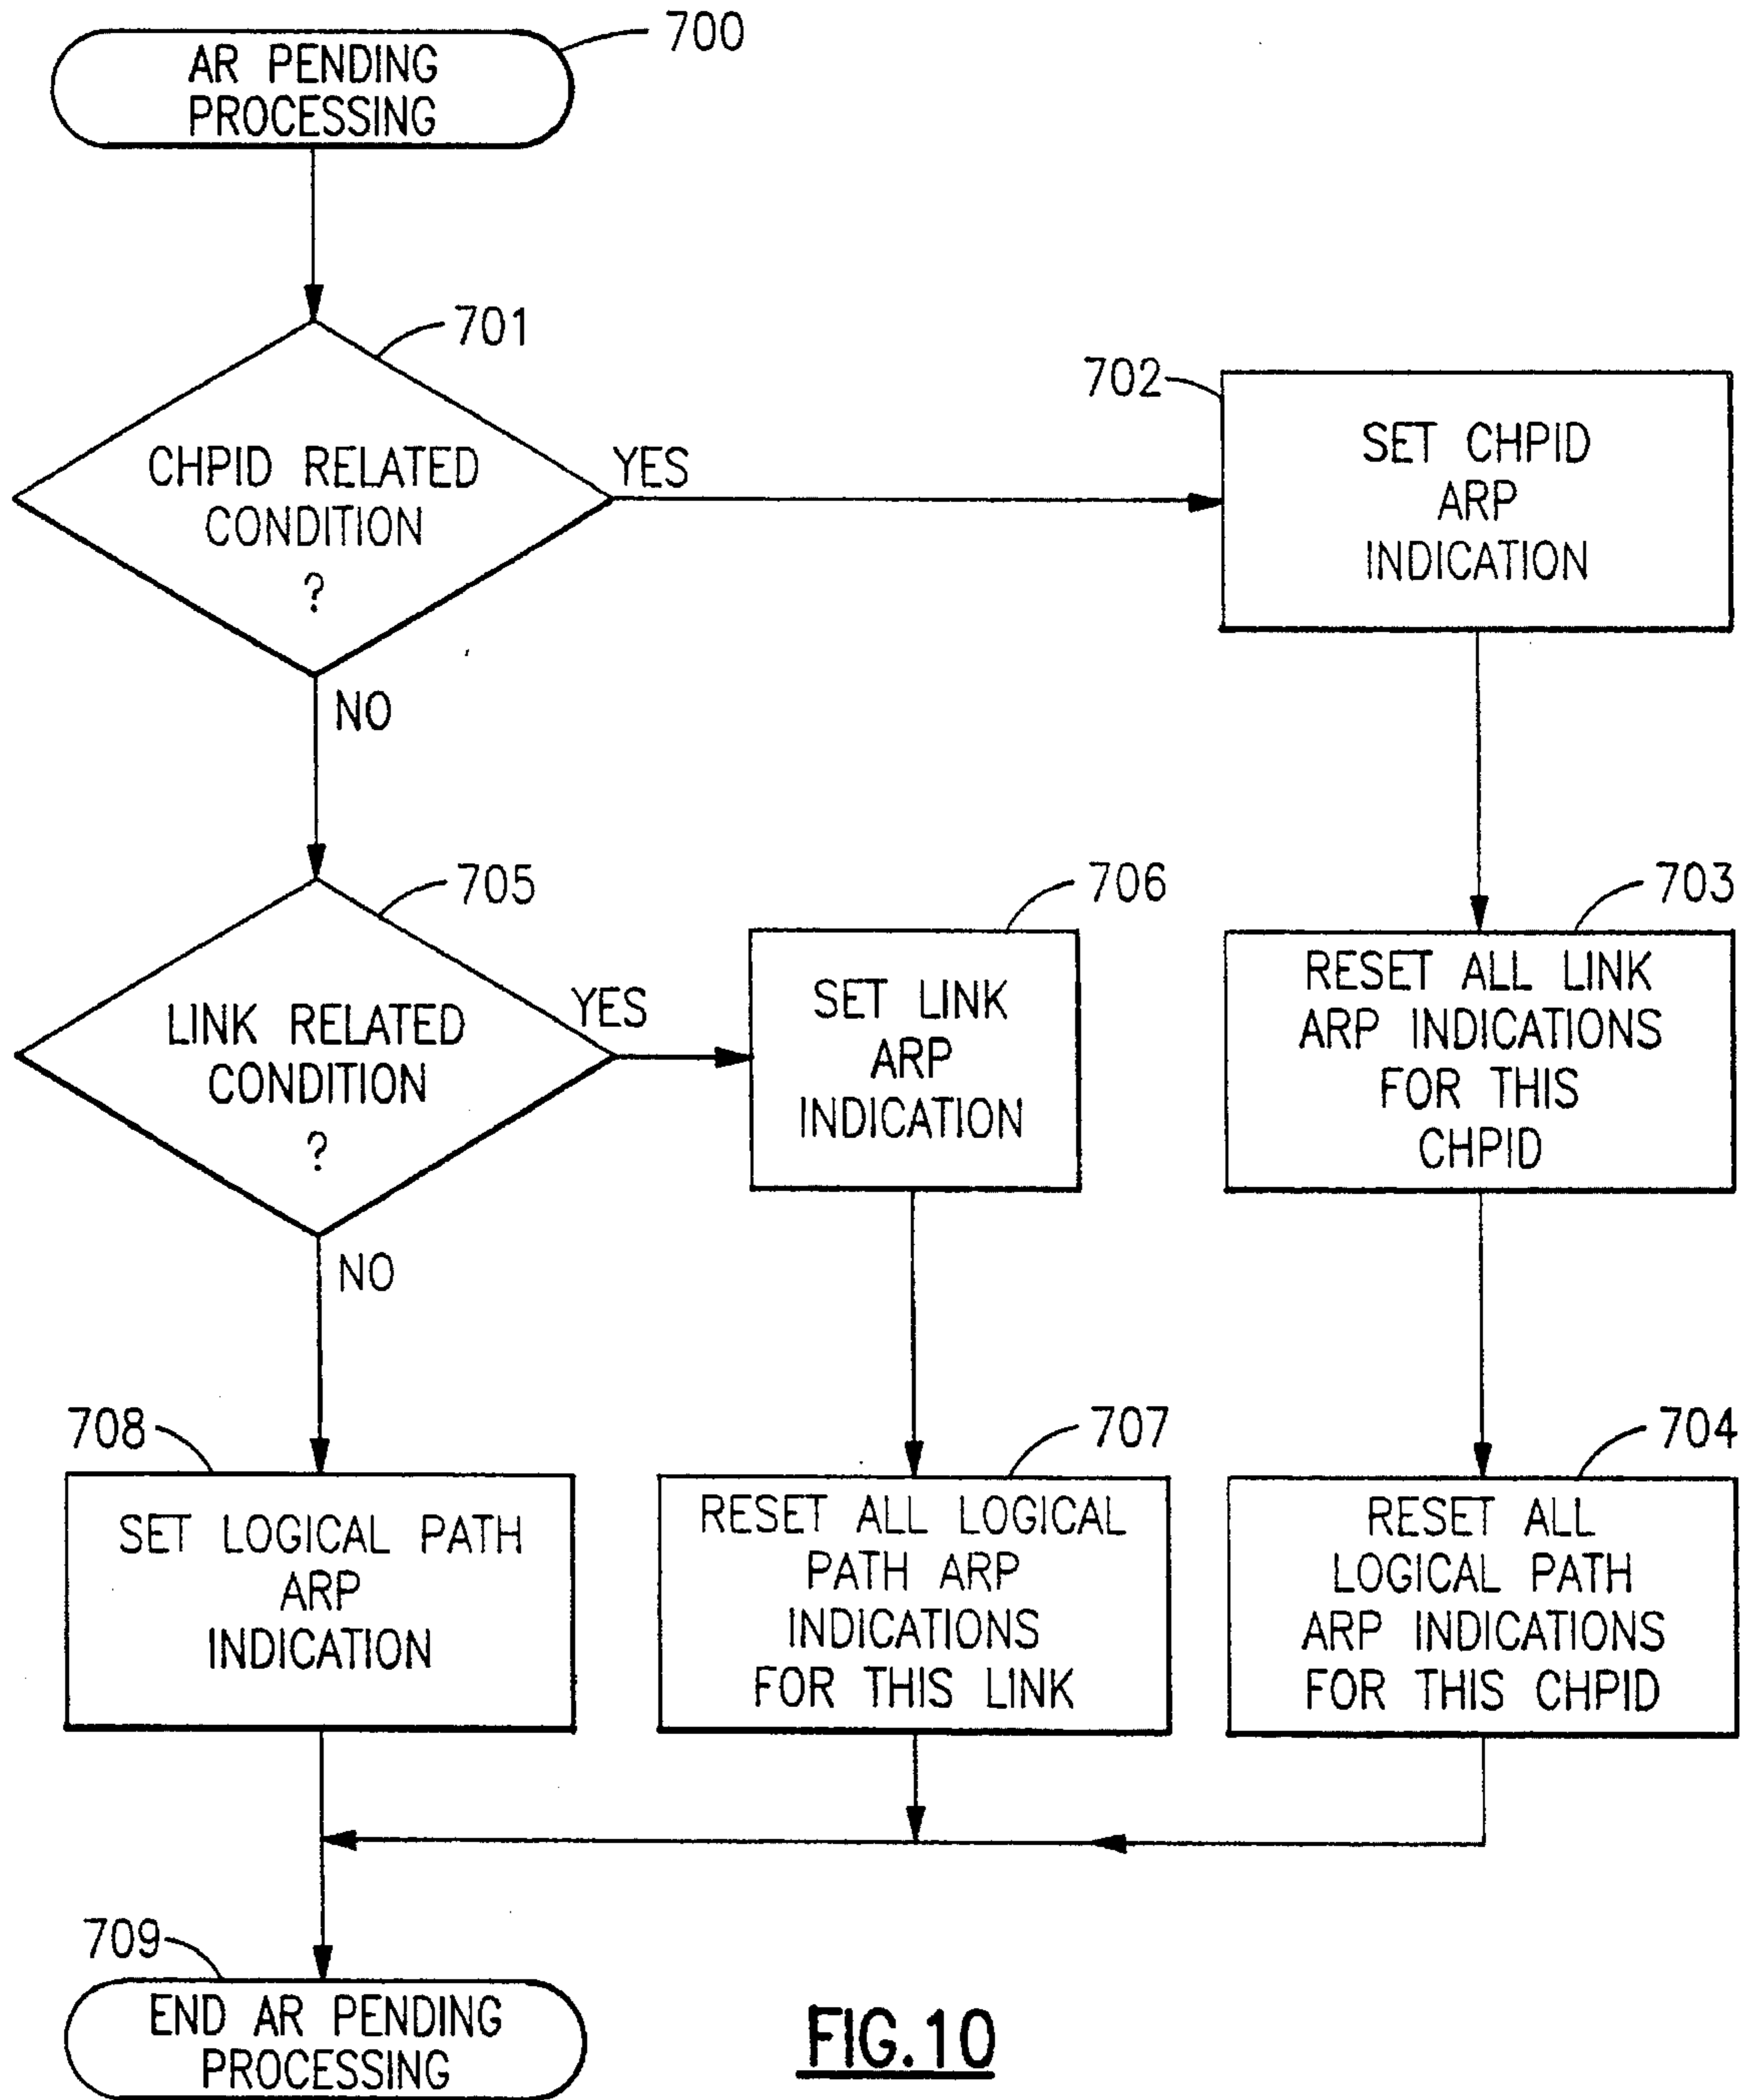 700
AR PENDING
PROCESSING
701
CHPID RELATED
CONDITION
?
YES
NO
702
SET CHPID
ARP
INDICATION
705
LINK RELATED
CONDITION
?
YES
NO
706
SET LINK
ARP
INDICATION
703
RESET ALL LINK
ARP INDICATIONS
FOR THIS
CHPID
708
SET LOGICAL PATH
ARP
INDICATION
707
RESET ALL LOGICAL
PATH ARP
INDICATIONS
FOR THIS LINK
704
RESET ALL
LOGICAL PATH
ARP INDICATIONS
FOR THIS CHPID
709
END AR PENDING
PROCESSING
FIG.10